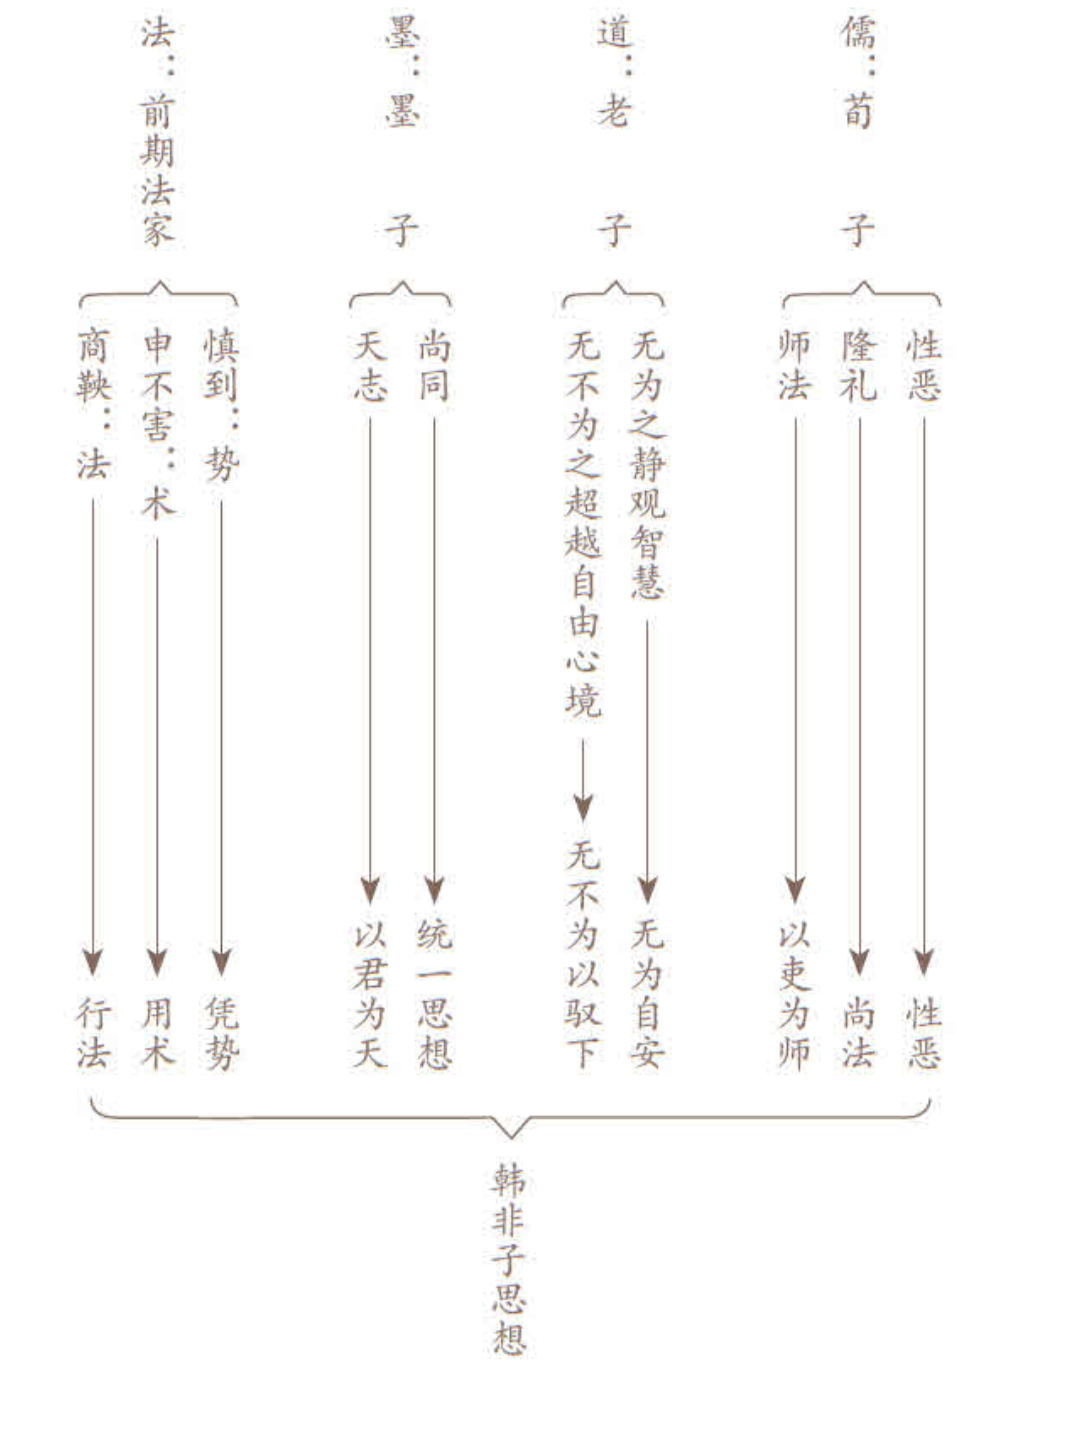 儒：荀子
性恶
隆礼
师法
性恶
尚法
以吏为师
道：老子
无为之静观智慧
无不为之超越自由心境
无为自安
无不为以驭下
墨：墨子
尚同
天志
统一思想
以君为天
法：前期法家
慎到：势
申不害：术
商鞅：法
凭势
用术
行法
韩非子思想